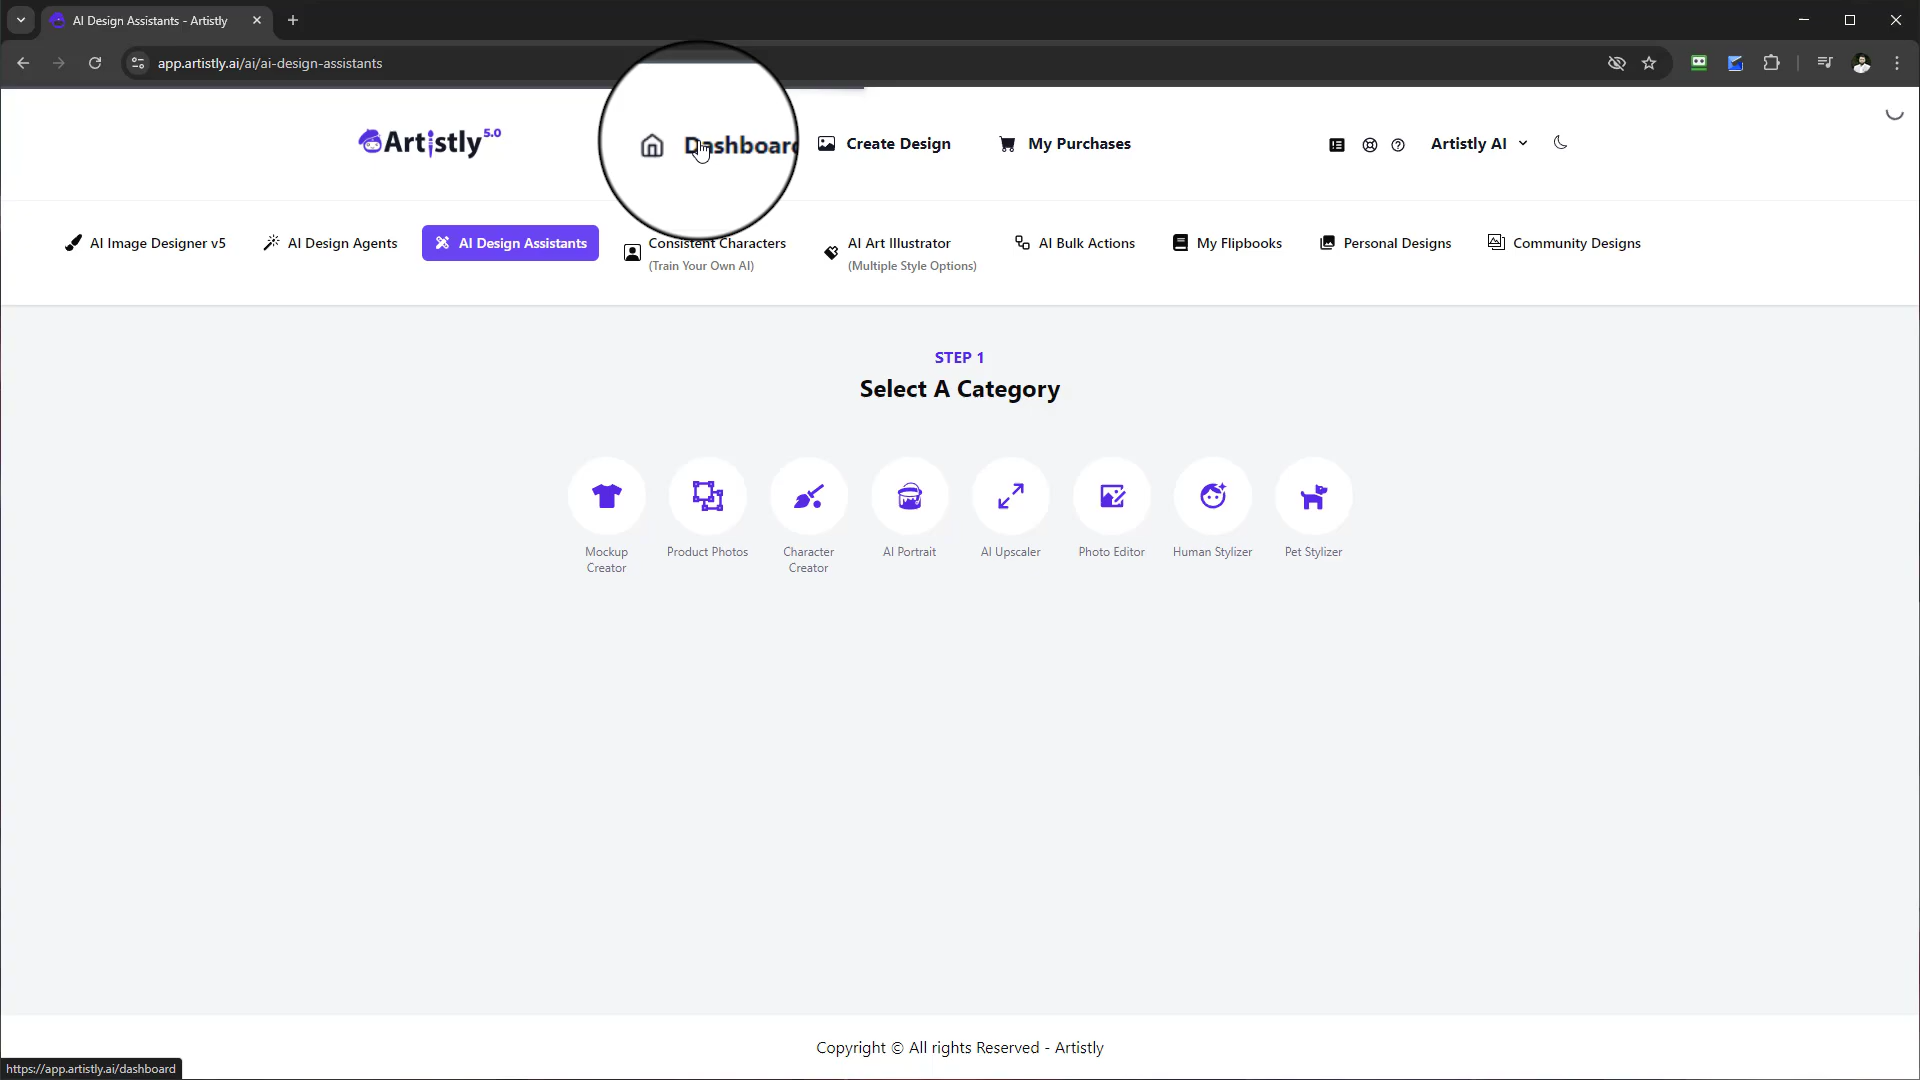 AI Design Assistants - Artistly
app.artistly.ai/ai/ai-design-assistants
Artistly 5.0
Dashboard
Create Design
My Purchases
Artistly AI
AI Image Designer v5
AI Design Agents
AI Design Assistants
Consistent Characters
(Train Your Own AI)
AI Art Illustrator
(Multiple Style Options)
AI Bulk Actions
My Flipbooks
Personal Designs
Community Designs
STEP 1
Select A Category
Mockup
Creator
Product Photos
Character
Creator
AI Portrait
AI Upscaler
Photo Editor
Human Stylizer
Pet Stylizer
Copyright © All rights Reserved - Artistly
https://app.artistly.ai/dashboard